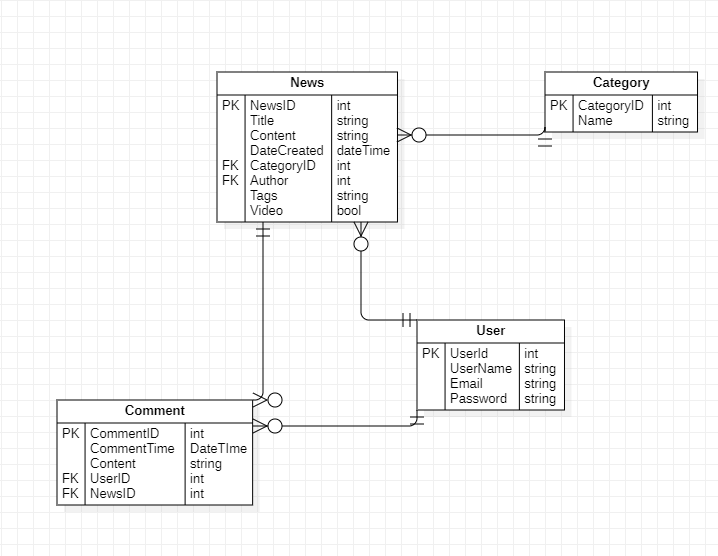 News
PK NewsID int
Title string
Content string
DateCreated dateTime
FK CategoryID int
FK Author int
Tags string
Video bool
Category
PK CategoryID int
Name string
User
PK UserId int
UserName string
Email string
Password string
Comment
PK CommentID int
CommentTime DateTIme
Content string
FK UserID int
FK NewsID int